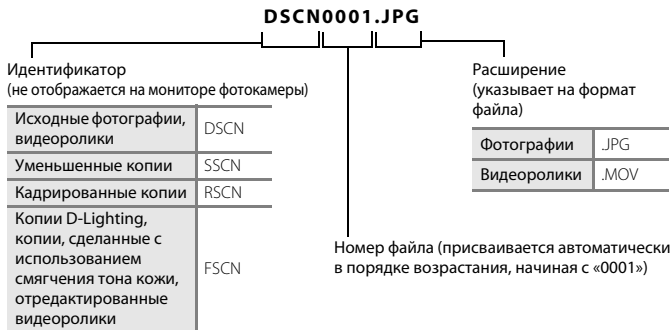 DSCN0001.JPG
Идентификатор
(не отображается на мониторе фотокамеры)
Исходные фотографии,
видеоролики
DSCN
Уменьшенные копии
SSCN
Кадрированные копии
RSCN
Копии D-Lighting,
копии, сделанные с
использованием
смягчения тона кожи,
отредактированные
видеоролики
FSCN
Расширение
(указывает на формат
файла)
Фотографии
.JPG
Видеоролики
.MOV
Номер файла (присваивается автоматически
в порядке возрастания, начиная с «0001»)